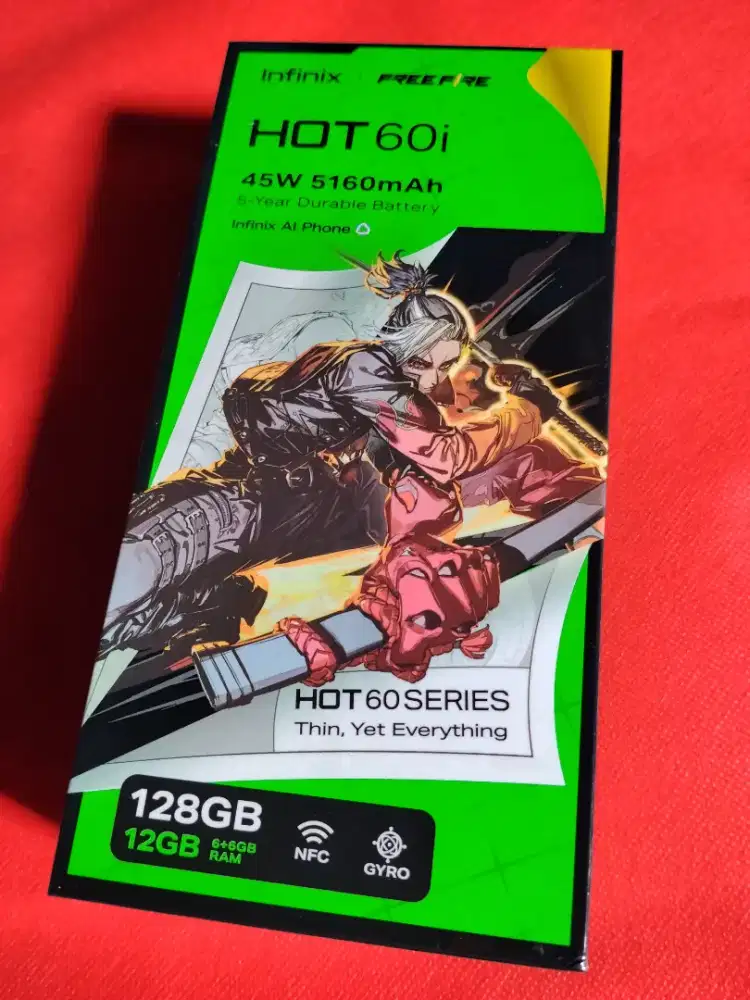 Infinix FREE FIRE
HOT 60i
45W 5160mAh
5-Year Durable Battery
Infinix AI Phone
HOT 60 SERIES
Thin, Yet Everything
128GB
12GB 6+6GB RAM
NFC
GYRO